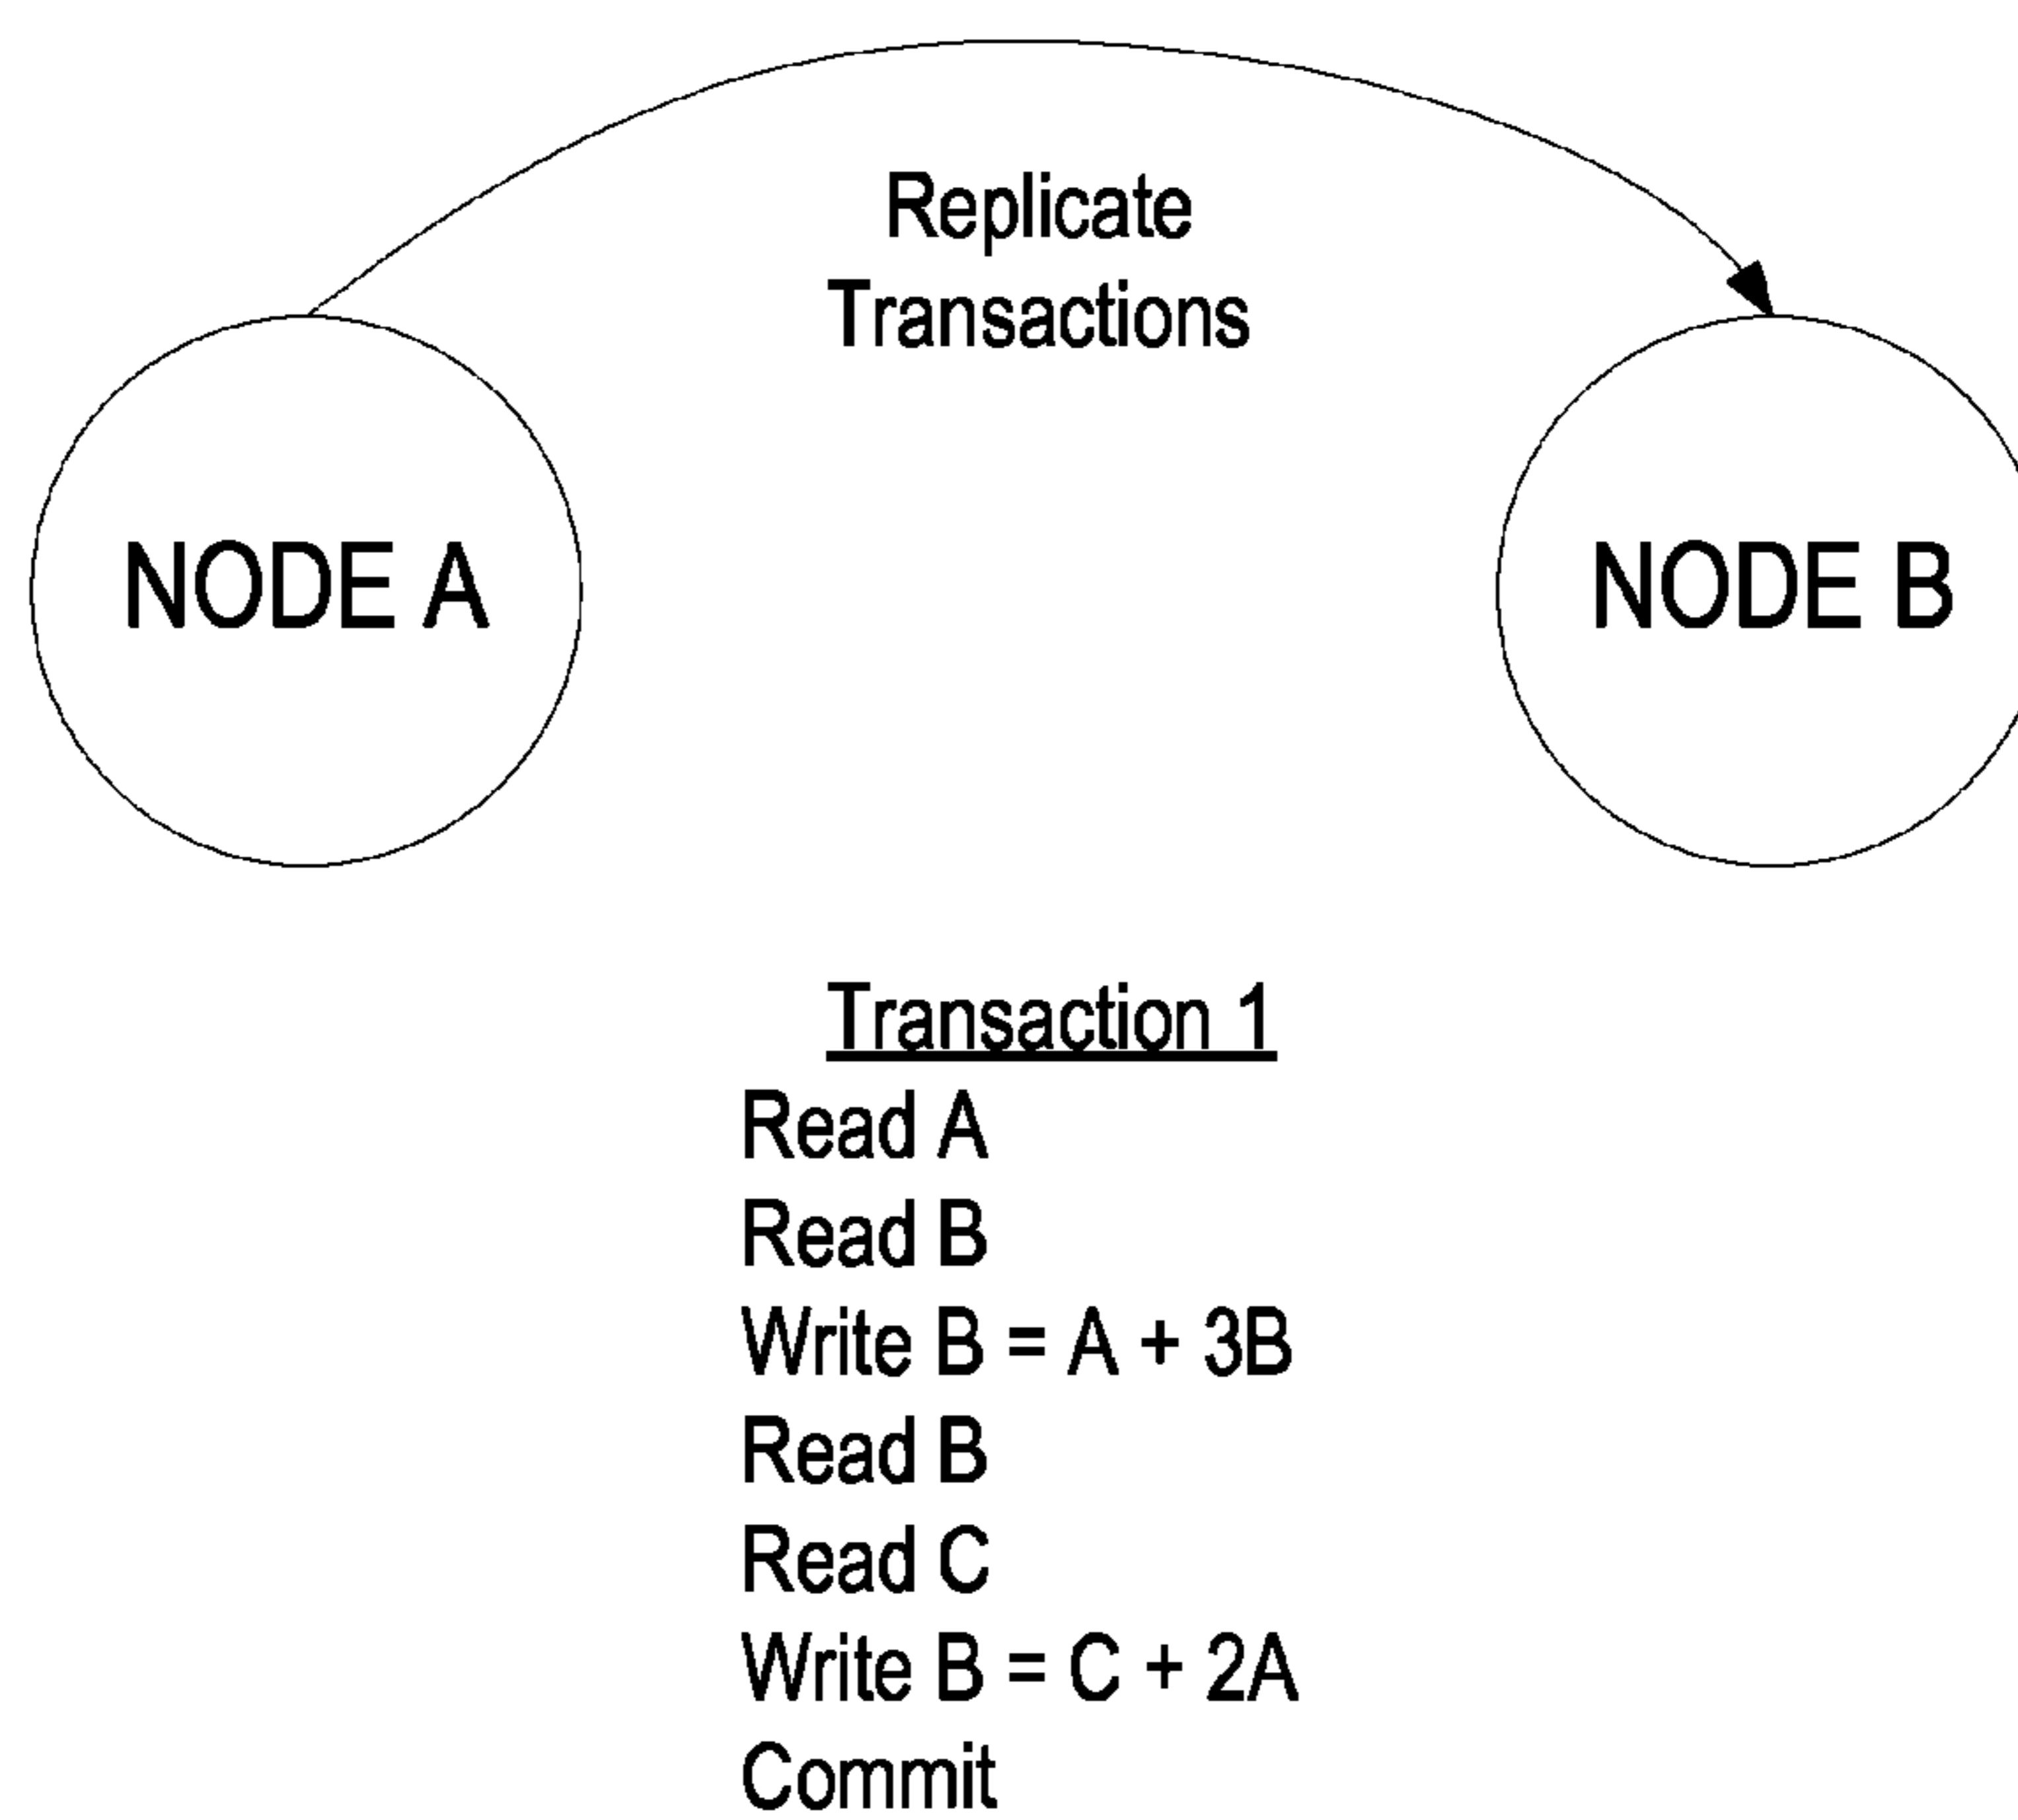 Replicate
Transactions
NODE A
NODE B
Transaction 1
Read A
Read B
Write B = A + 3B
Read B
Read C
Write B = C + 2A
Commit